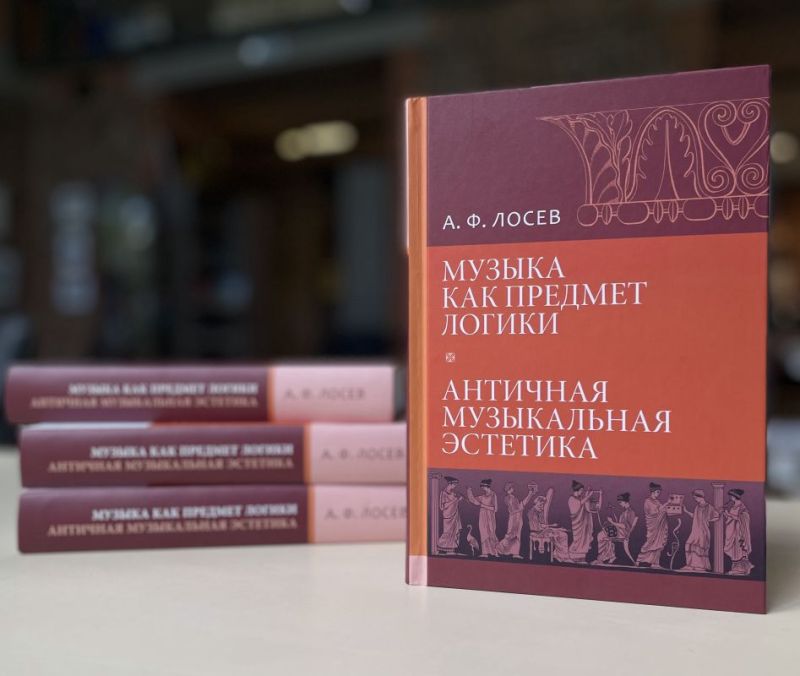 А. Ф. ЛОСЕВ
МУЗЫКА
КАК ПРЕДМЕТ
ЛОГИКИ
АНТИЧНАЯ
МУЗЫКАЛЬНАЯ
ЭСТЕТИКА
МУЗЫКА КАК ПРЕДМЕТ ЛОГИКИ
АНТИЧНАЯ МУЗЫКАЛЬНАЯ ЭСТЕТИКА
А. Ф. ЛОСЕВ
МУЗЫКА КАК ПРЕДМЕТ ЛОГИКИ
АНТИЧНАЯ МУЗЫКАЛЬНАЯ ЭСТЕТИКА
А. Ф. ЛОСЕВ
МУЗЫКА КАК ПРЕДМЕТ ЛОГИКИ
АНТИЧНАЯ МУЗЫКАЛЬНАЯ ЭСТЕТИКА
А. Ф. ЛОСЕВ